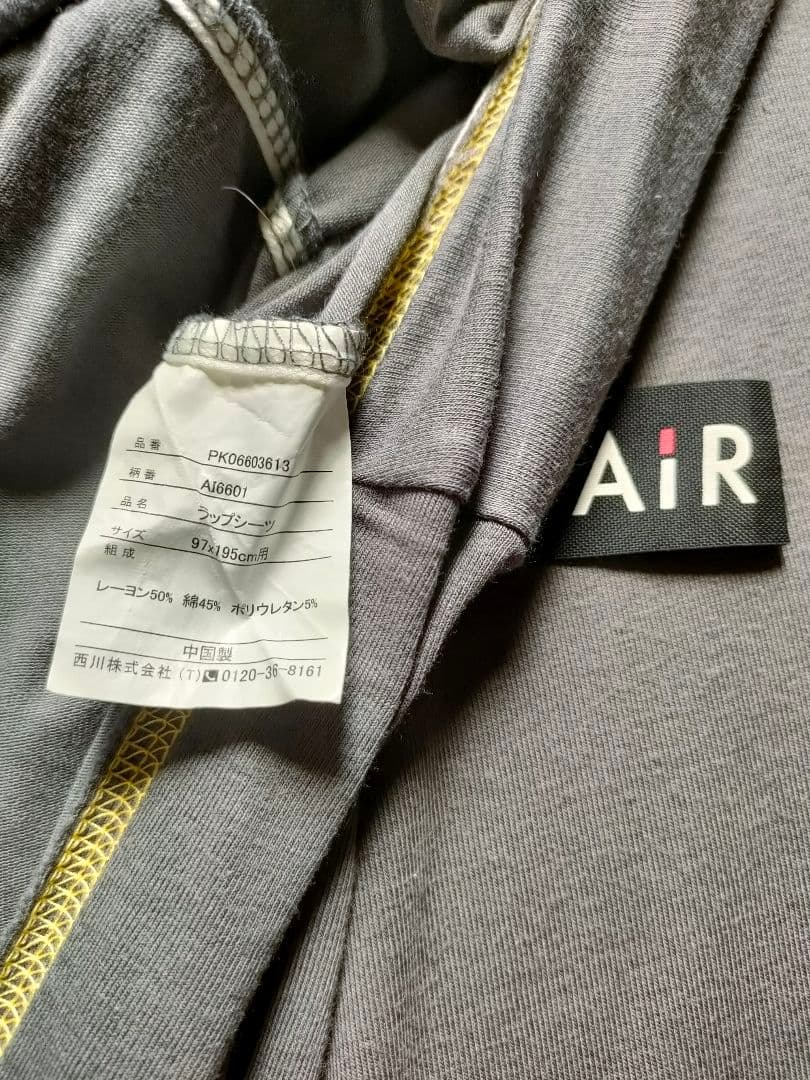 品番 PK06603613
柄番 AI6601
品名 ラップシーツ
サイズ 97x195cm用
組成
レーヨン50% 綿45% ポリウレタン5%
中国製
西川株式会社 (T) 0120-36-8161
AiR